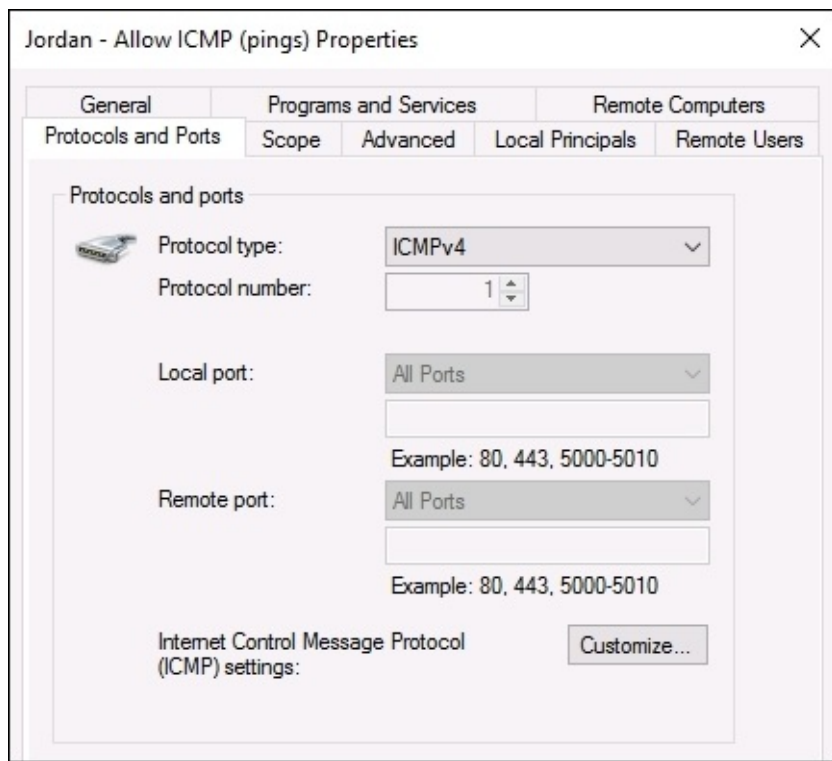 Jordan - Allow ICMP (pings) Properties
General Programs and Services Remote Computers
Protocols and Ports Scope Advanced Local Principals Remote Users
Protocols and ports
Protocol type: ICMPv4
Protocol number: 1
Local port: All Ports
Example: 80, 443, 5000-5010
Remote port: All Ports
Example: 80, 443, 5000-5010
Internet Control Message Protocol
(ICMP) settings: Customize...